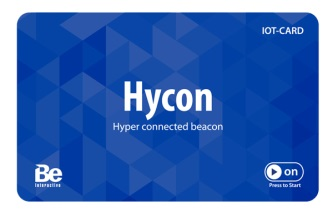 IOT-CARD
Hycon
Hyper connected beacon
Be
Interactive
on
Press to Start